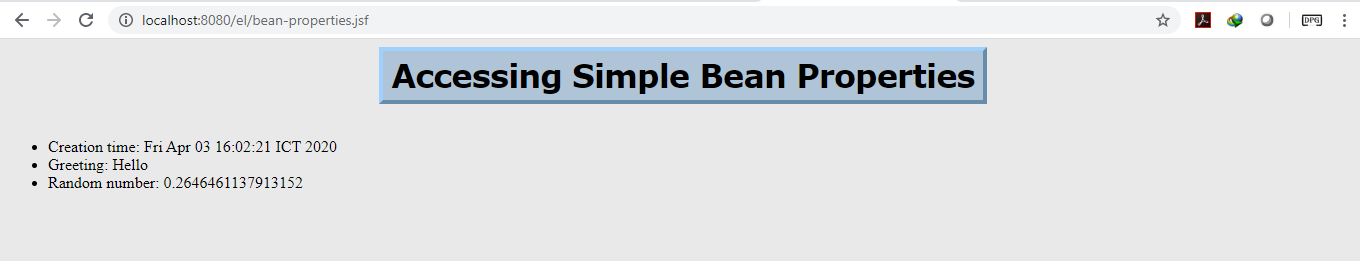 localhost:8080/el/bean-properties.jsf
DPG
Accessing Simple Bean Properties
Creation time: Fri Apr 03 16:02:21 ICT 2020
Greeting: Hello
Random number: 0.2646461137913152